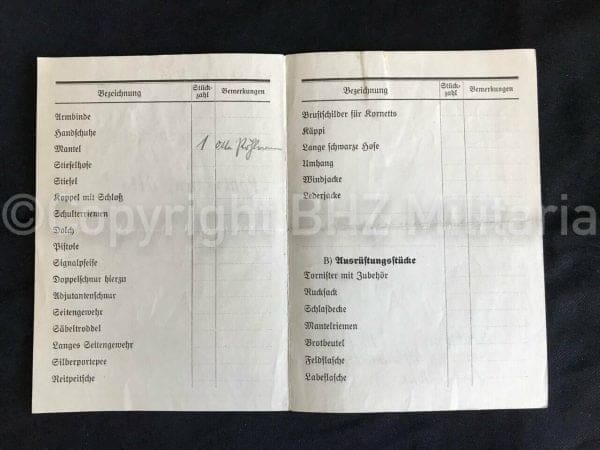 Bezeichnung Stück-zahl Bemerkungen
Armbinde
Handschuhe
Mantel 1 Otto
Stiefelhose
Stiefel
Koppel mit Schloß
Schulterriemen
Dolch
Pistole
Signalpfeife
Doppelschnur hierzu
Adjutantenschnur
Seitengewehr
Säbeltroddel
Langes Seitengewehr
Silberportepee
Reitpeitsche
Bezeichnung Stück-zahl Bemerkungen
Brustschilder für Kornetts
Käppi
Lange schwarze Hose
Umhang
Windjacke
Lederjacke
B) Ausrüstungsstücke
Tornister mit Zubehör
Rucksack
Schlafdecke
Mantelriemen
Brotbeutel
Feldflasche
Labeflasche
©Copyright BHZ Militaria